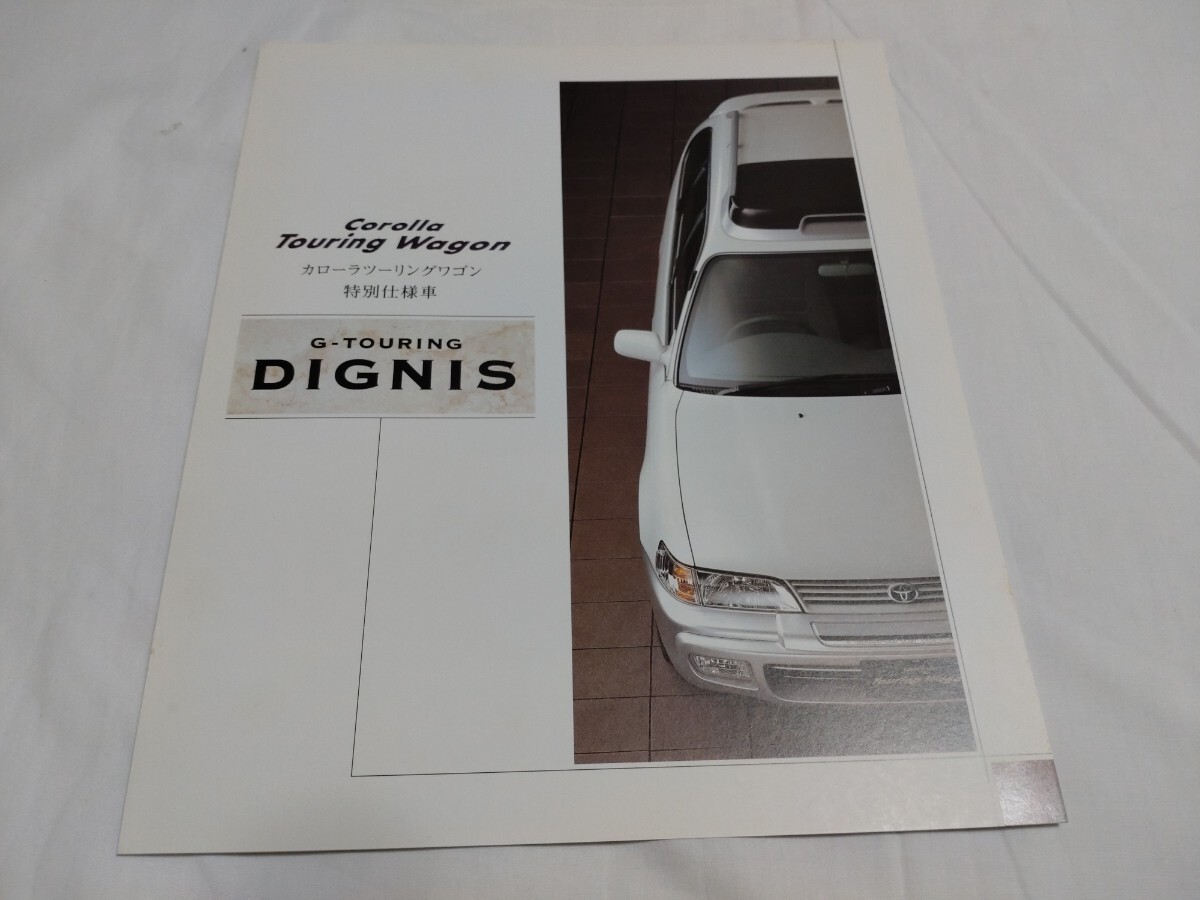 Corolla
Touring Wagon
カローラツーリングワゴン
特別仕様車
G-TOURING
DIGNIS